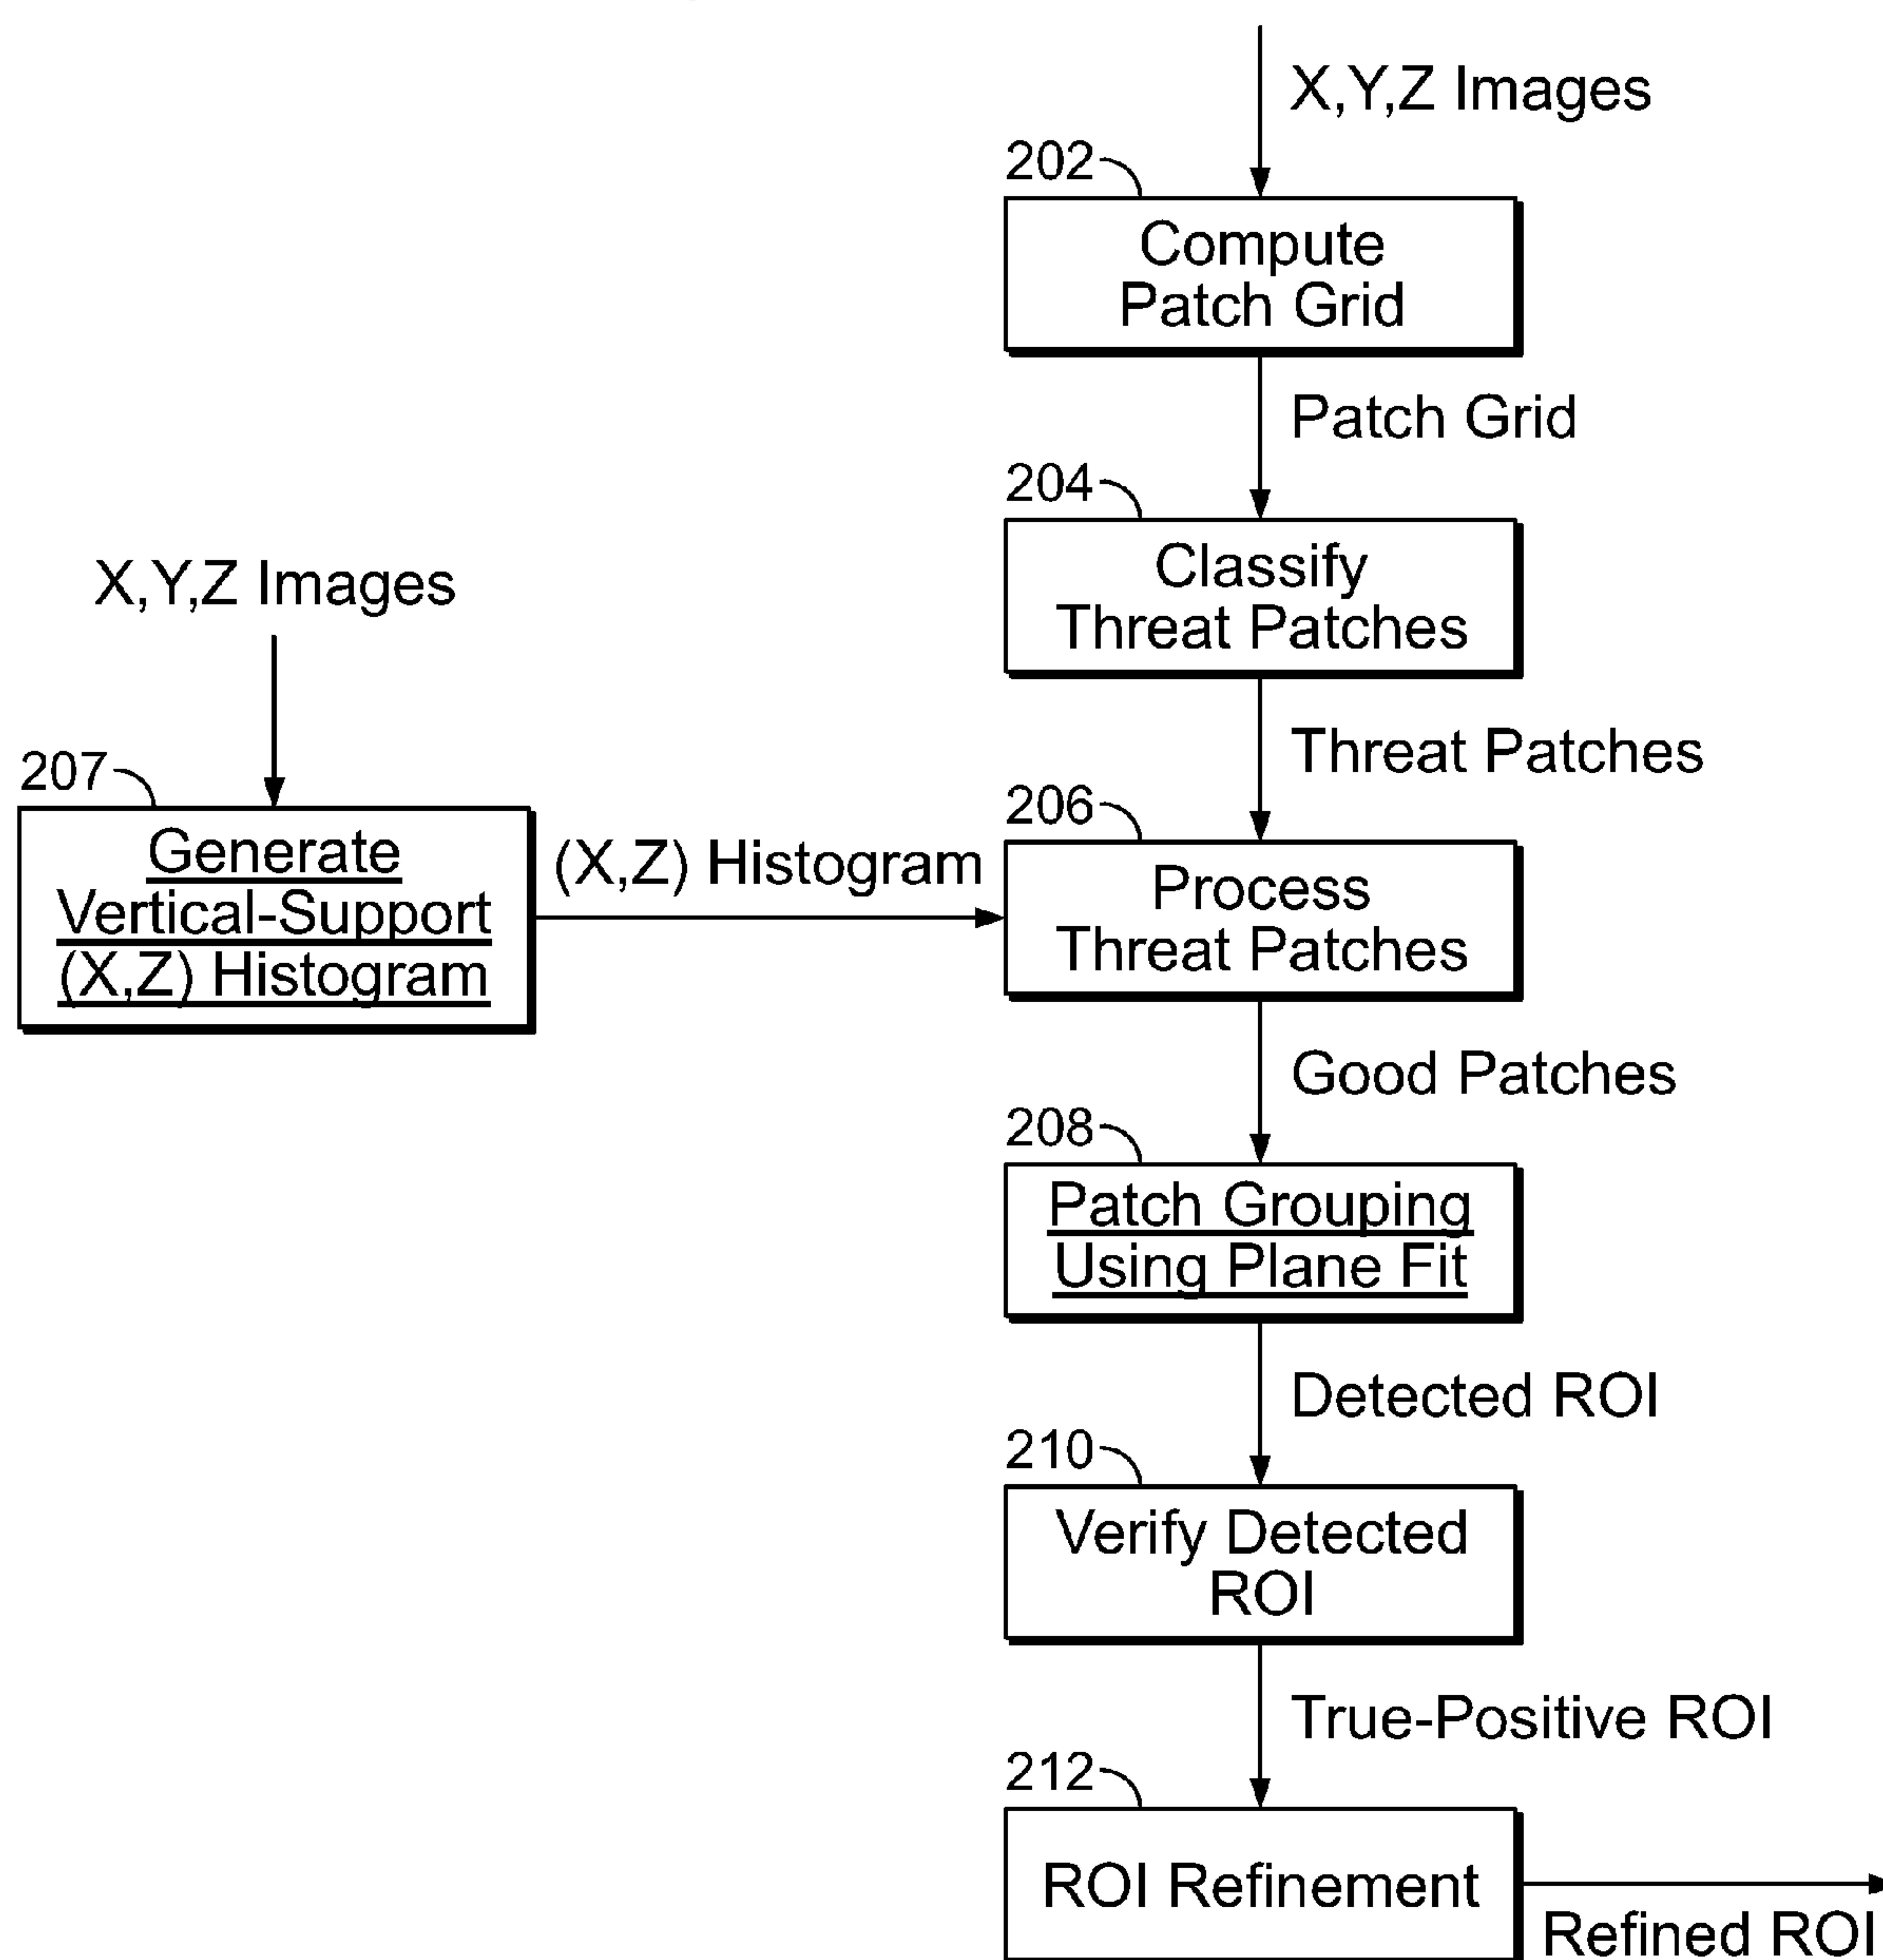 X,Y,Z Images
202
Compute
Patch Grid
Patch Grid
204
Classify
Threat Patches
X,Y,Z Images
Threat Patches
207
Generate
Vertical-Support
(X,Z) Histogram
(X,Z) Histogram
206
Process
Threat Patches
Good Patches
208
Patch Grouping
Using Plane Fit
Detected ROI
210
Verify Detected
ROI
True-Positive ROI
212
ROI Refinement
Refined ROI